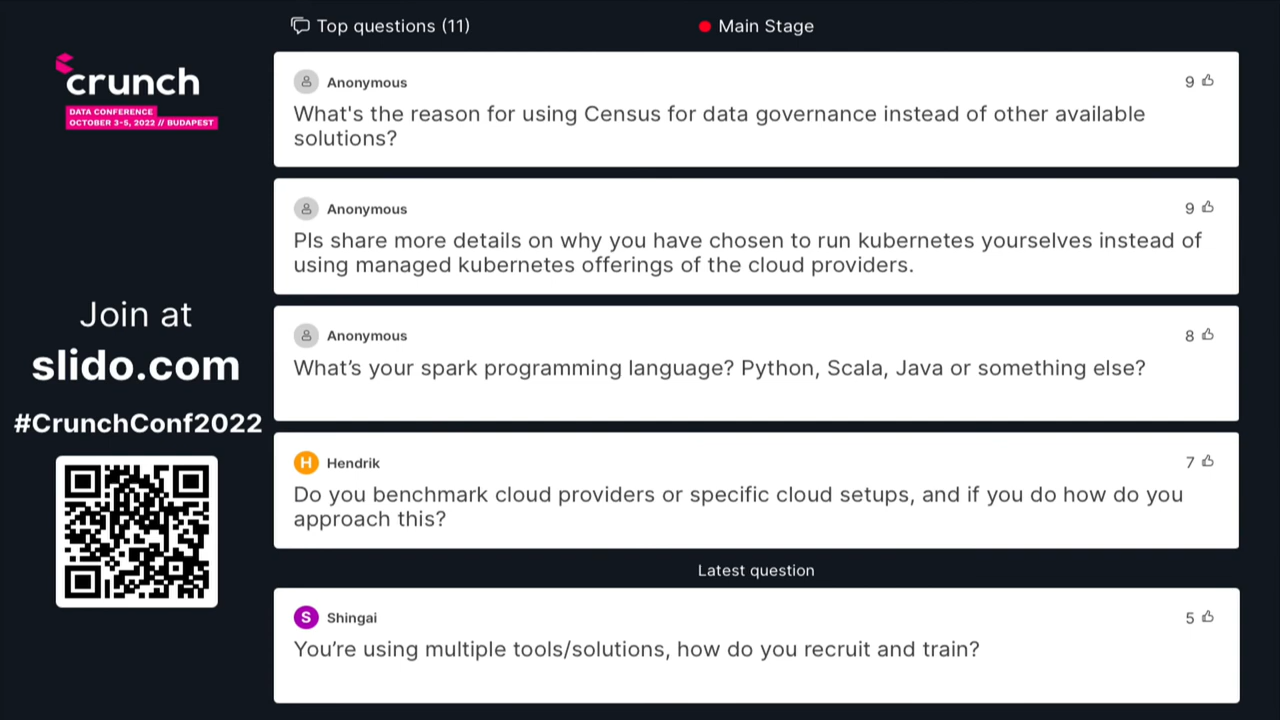 Top questions (11)
Main Stage
crunch
DATA CONFERENCE
OCTOBER 3-5, 2022 // BUDAPEST
Join at
slido.com
#CrunchConf2022
Anonymous
9
What's the reason for using Census for data governance instead of other available
solutions?
Anonymous
9
Pls share more details on why you have chosen to run kubernetes yourselves instead of
using managed kubernetes offerings of the cloud providers.
Anonymous
8
What’s your spark programming language? Python, Scala, Java or something else?
H
Hendrik
7
Do you benchmark cloud providers or specific cloud setups, and if you do how do you
approach this?
Latest question
S
Shingai
5
You’re using multiple tools/solutions, how do you recruit and train?